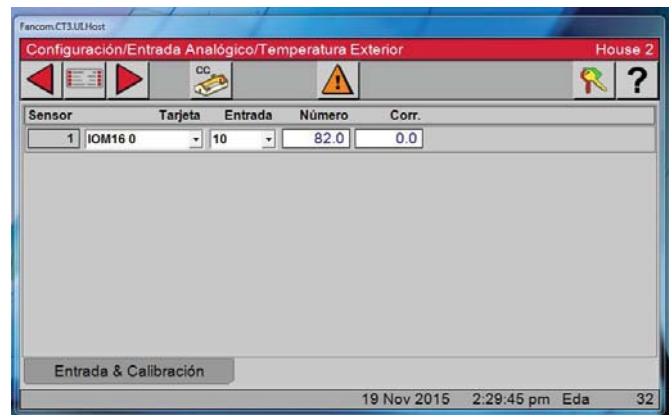 Fancom.CT3.UI.Host
Configuración/Entrada Analógico/Temperatura Exterior House 2
CC
?
Sensor Tarjeta Entrada Número Corr.
1 IOM16 0 10 82.0 0.0
Entrada & Calibración
19 Nov 2015 2:29:45 pm Eda 32